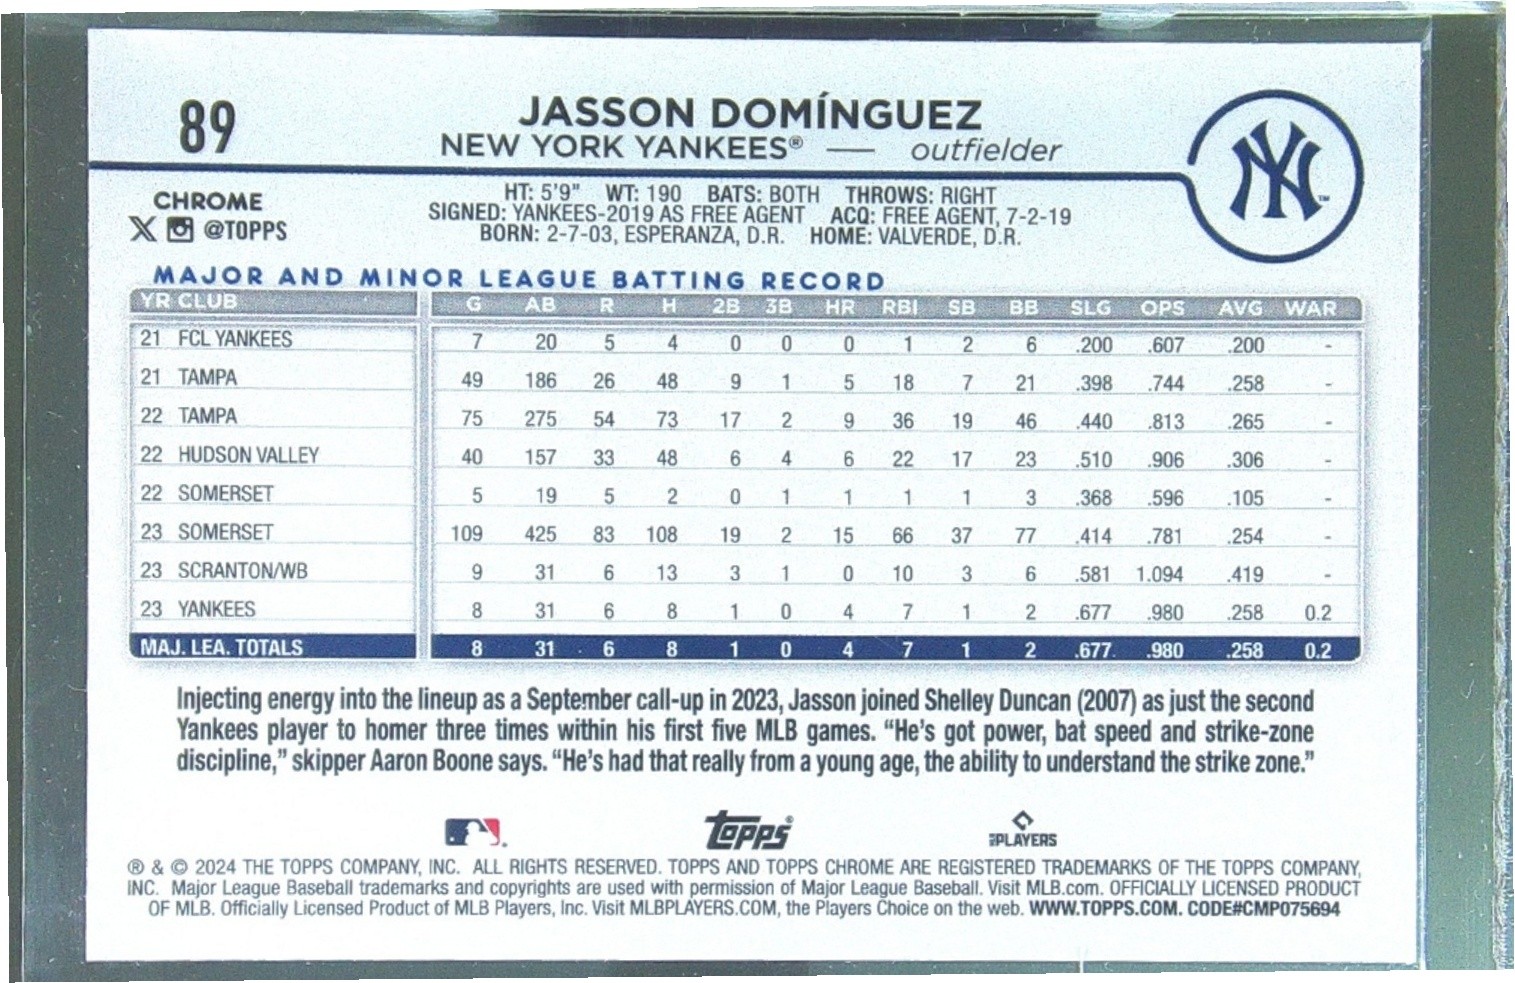 89
JASSON DOMÍNGUEZ
NEW YORK YANKEES® — outfielder
NY™
CHROME
X @TOPPS
HT: 5'9" WT: 190 BATS: BOTH THROWS: RIGHT
SIGNED: YANKEES-2019 AS FREE AGENT ACQ: FREE AGENT, 7-2-19
BORN: 2-7-03, ESPERANZA, D.R. HOME: VALVERDE, D.R.
MAJOR AND MINOR LEAGUE BATTING RECORD
YR CLUB G AB R H 2B 3B HR RBI SB BB SLG OPS AVG WAR
21 FCL YANKEES 7 20 5 4 0 0 0 1 2 6 .200 .607 .200 -
21 TAMPA 49 186 26 48 9 1 5 18 7 21 .398 .744 .258 -
22 TAMPA 75 275 54 73 17 2 9 36 19 46 .440 .813 .265 -
22 HUDSON VALLEY 40 157 33 48 6 4 6 22 17 23 .510 .906 .306 -
22 SOMERSET 5 19 5 2 0 1 1 1 1 3 .368 .596 .105 -
23 SOMERSET 109 425 83 108 19 2 15 66 37 77 .414 .781 .254 -
23 SCRANTON/WB 9 31 6 13 3 1 0 10 3 6 .581 1.094 .419 -
23 YANKEES 8 31 6 8 1 0 4 7 1 2 .677 .980 .258 0.2
MAJ. LEA. TOTALS 8 31 6 8 1 0 4 7 1 2 .677 .980 .258 0.2
Injecting energy into the lineup as a September call-up in 2023, Jasson joined Shelley Duncan (2007) as just the second
Yankees player to homer three times within his first five MLB games. “He’s got power, bat speed and strike-zone
discipline,” skipper Aaron Boone says. “He’s had that really from a young age, the ability to understand the strike zone.”
Topps®
MLB PLAYERS
® & © 2024 THE TOPPS COMPANY, INC. ALL RIGHTS RESERVED. TOPPS AND TOPPS CHROME ARE REGISTERED TRADEMARKS OF THE TOPPS COMPANY,
INC. Major League Baseball trademarks and copyrights are used with permission of Major League Baseball. Visit MLB.com. OFFICIALLY LICENSED PRODUCT
OF MLB. Officially Licensed Product of MLB Players, Inc. Visit MLBPLAYERS.COM, the Players Choice on the web. WWW.TOPPS.COM. CODE#CMP075694